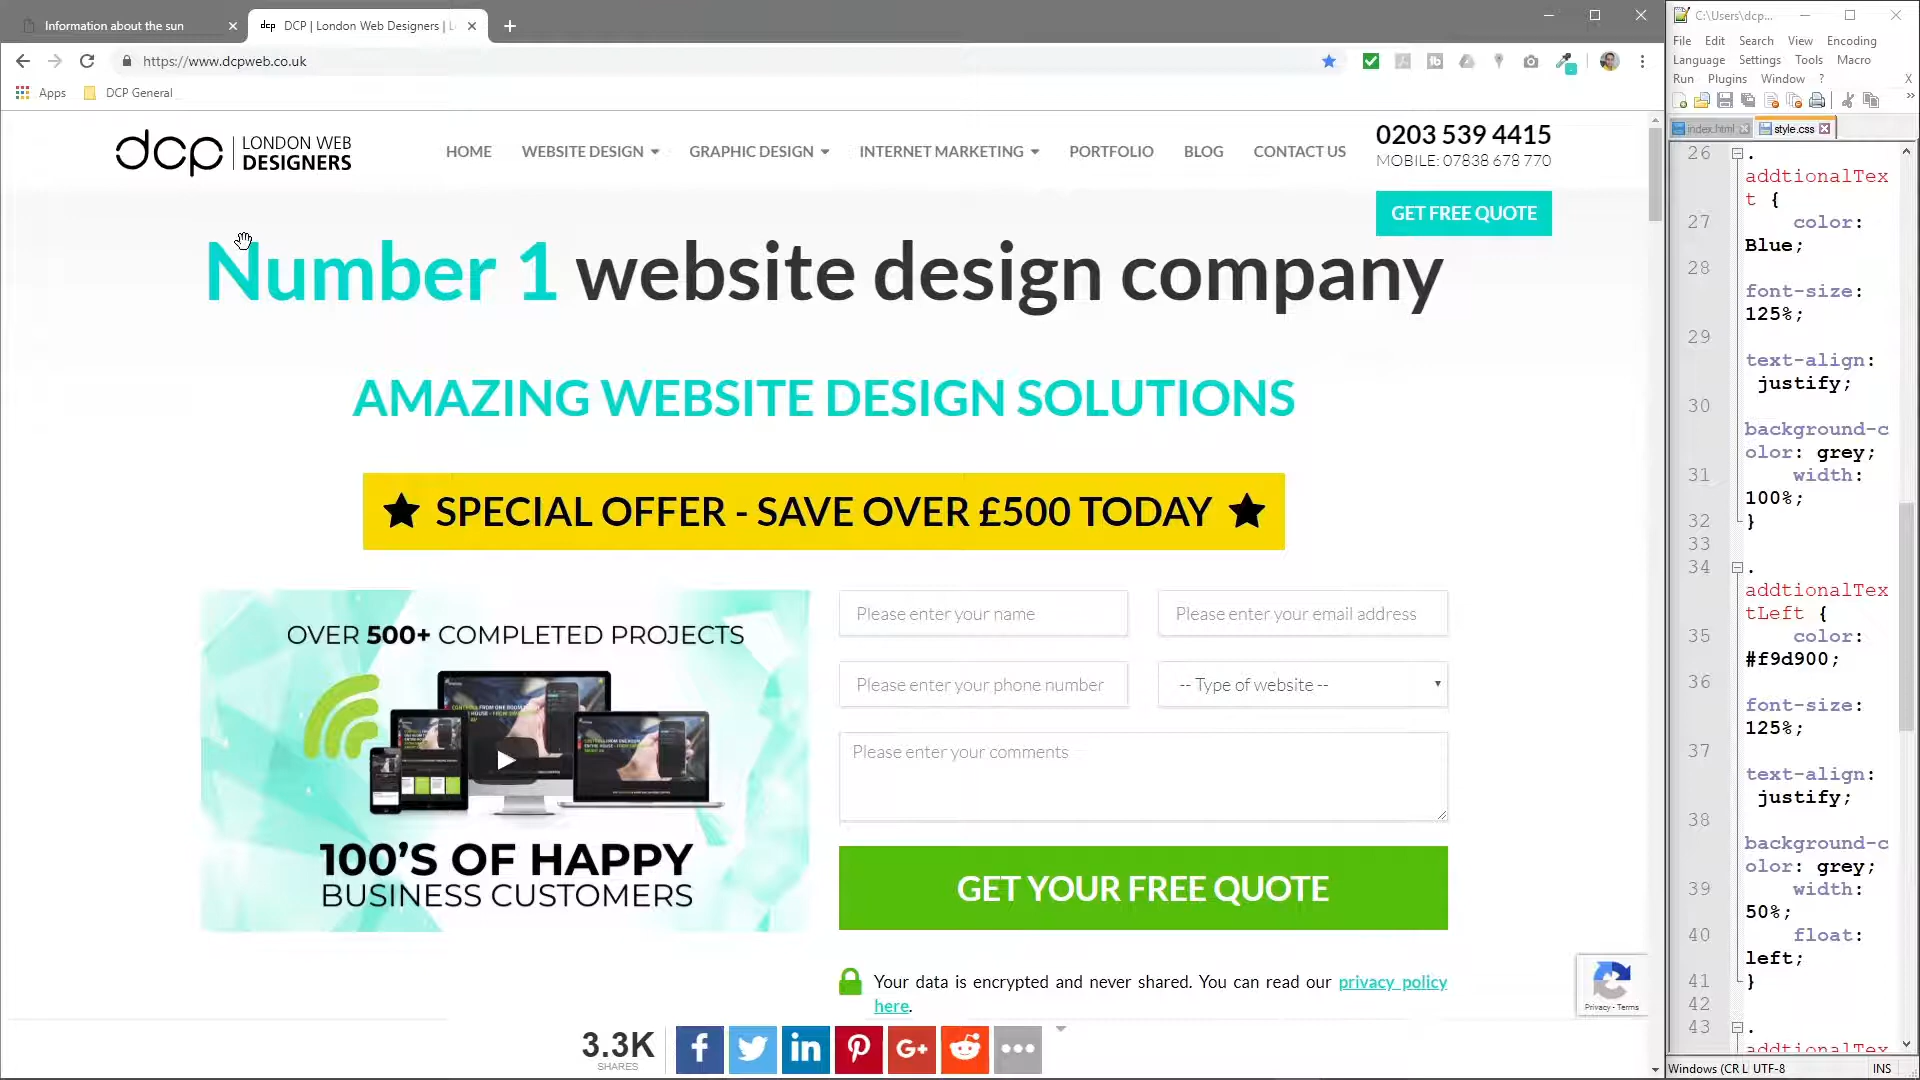 Information about the sun
dcp DCP | London Web Designers |
https://www.dcpweb.co.uk
Apps DCP General
dcp LONDON WEB
DESIGNERS
HOME WEBSITE DESIGN GRAPHIC DESIGN INTERNET MARKETING PORTFOLIO BLOG CONTACT US
0203 539 4415
MOBILE: 07838 678 770
GET FREE QUOTE
Number 1 website design company
AMAZING WEBSITE DESIGN SOLUTIONS
SPECIAL OFFER - SAVE OVER £500 TODAY
OVER 500+ COMPLETED PROJECTS
100'S OF HAPPY
BUSINESS CUSTOMERS
Please enter your name Please enter your email address
Please enter your phone number -- Type of website --
Please enter your comments
GET YOUR FREE QUOTE
Your data is encrypted and never shared. You can read our privacy policy
here.
Privacy - Terms
3.3K
SHARES
C:\Users\dcp...
File Edit Search View Encoding
Language Settings Tools Macro
Run Plugins Window ? X
index.html style.css
26 .
addtionalTex
t {
27 color:
Blue;
28
font-size:
125%;
29
text-align:
justify;
30
background-c
olor: grey;
31 width:
100%;
32 }
33
34 .
addtionalTex
tLeft {
35 color:
#f9d900;
36
font-size:
125%;
37
text-align:
justify;
38
background-c
olor: grey;
39 width:
50%;
40 float:
left;
41 }
42
43 .
addtionalTex
Windows (CR L UTF-8 INS